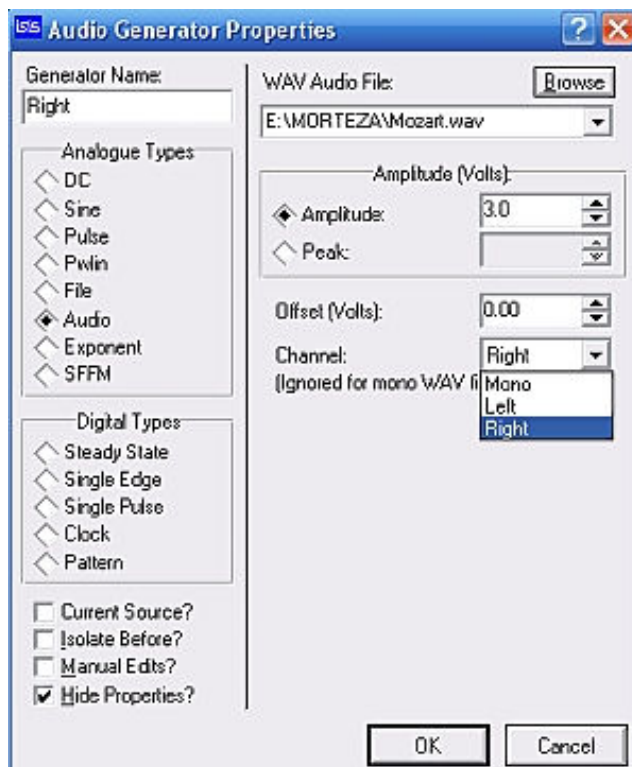 isis Audio Generator Properties
Generator Name:
Right
Analogue Types
DC
Sine
Pulse
Pwlin
File
Audio
Exponent
SFFM
Digital Types
Steady State
Single Edge
Single Pulse
Clock
Pattern
Current Source?
Isolate Before?
Manual Edits?
Hide Properties?
WAV Audio File:
Browse
E:\MORTEZA\Mozart.wav
Amplitude (Volts)
Amplitude:
3.0
Peak:
Offset (Volts):
0.00
Channel:
Right
(Ignored for mono WAV fi
Mono
Left
Right
OK
Cancel